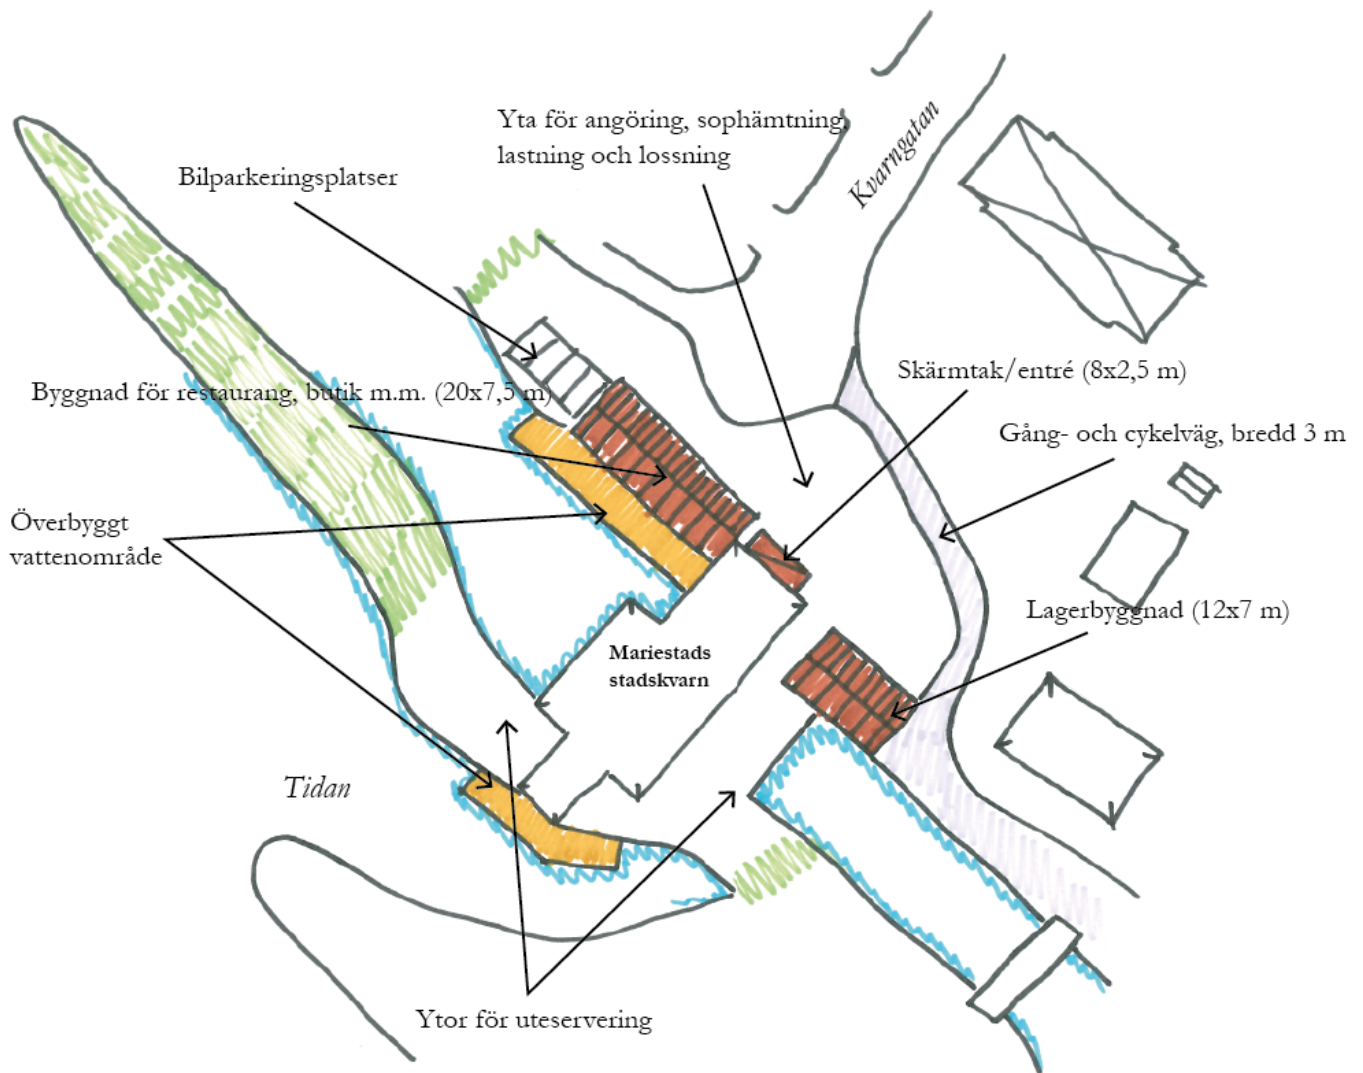 Yta för angöring, sophämtning,
lastning och lossning
Kvarngatan
Bilparkeringsplatser
Byggnad för restaurang, butik m.m. (20x7,5 m)
Skärmtak/entré (8x2,5 m)
Gång- och cykelväg, bredd 3 m
Överbyggt
vattenområde
Lagerbyggnad (12x7 m)
Mariestads
stadskvarn
Tidan
Ytor för uteservering